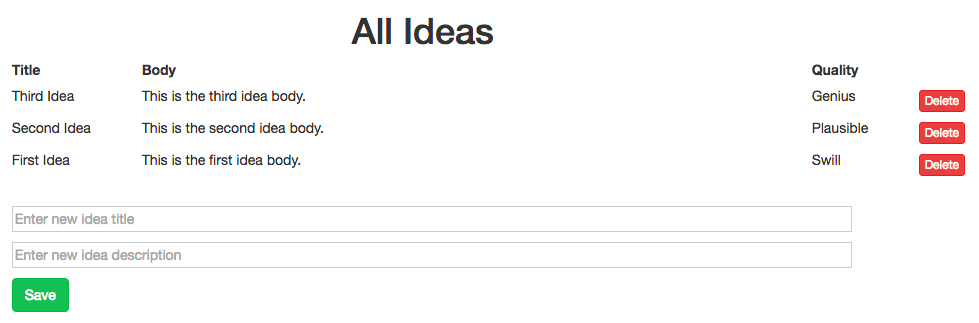 All Ideas
Title Body Quality
Third Idea This is the third idea body. Genius Delete
Second Idea This is the second idea body. Plausible Delete
First Idea This is the first idea body. Swill Delete
Enter new idea title
Enter new idea description
Save